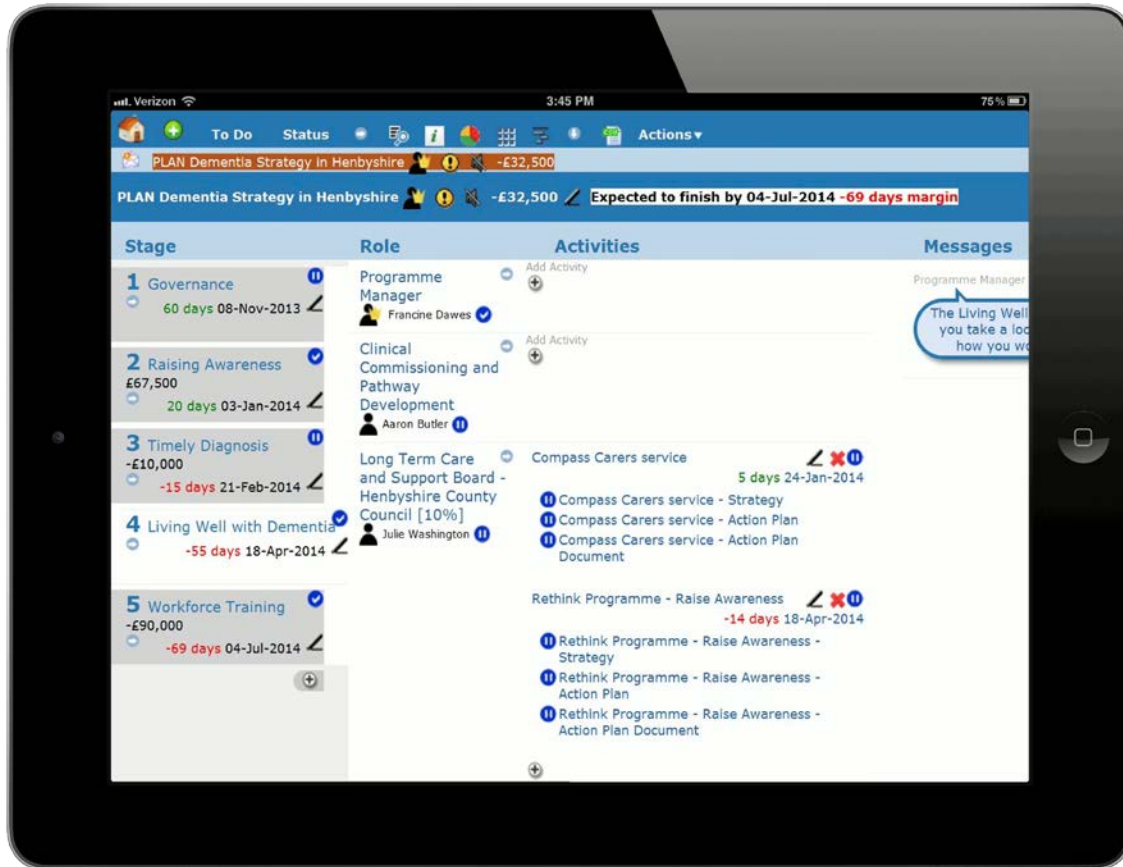 Verizon 3:45 PM 75%
To Do Status Actions
PLAN Dementia Strategy in Henbyshire -£32,500
PLAN Dementia Strategy in Henbyshire -£32,500 Expected to finish by 04-Jul-2014 -69 days margin
Stage Role Activities Messages
1 Governance
60 days 08-Nov-2013
2 Raising Awareness
£67,500
20 days 03-Jan-2014
3 Timely Diagnosis
-£10,000
-15 days 21-Feb-2014
4 Living Well with Dementia
-55 days 18-Apr-2014
5 Workforce Training
-£90,000
-69 days 04-Jul-2014
Programme
Manager
Francine Dawes
Clinical
Commissioning and
Pathway
Development
Aaron Butler
Long Term Care
and Support Board -
Henbyshire County
Council [10%]
Julie Washington
Add Activity
Add Activity
Compass Carers service
5 days 24-Jan-2014
Compass Carers service - Strategy
Compass Carers service - Action Plan
Compass Carers service - Action Plan
Document
Rethink Programme - Raise Awareness
-14 days 18-Apr-2014
Rethink Programme - Raise Awareness -
Strategy
Rethink Programme - Raise Awareness -
Action Plan
Rethink Programme - Raise Awareness -
Action Plan Document
Programme Manager
The Living Well
you take a
how you